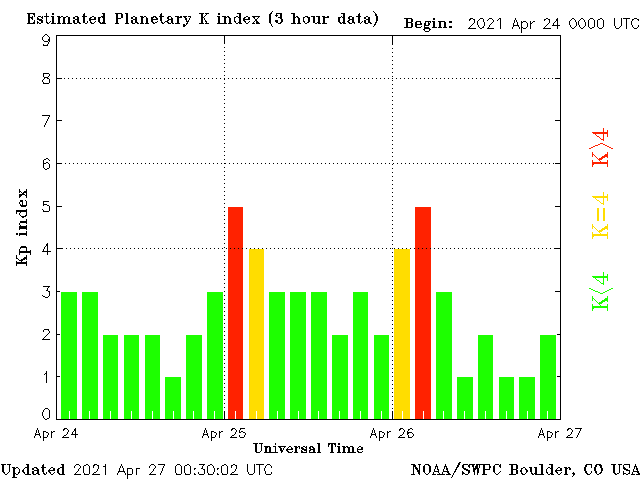 Estimated Planetary K index (3 hour data)
Begin: 2021 Apr 24 0000 UTC
9
8
7
6
5
4
3
2
1
0
Kp index
K>4
K=4
K<4
Apr 24
Apr 25
Apr 26
Apr 27
Universal Time
Updated 2021 Apr 27 00:30:02 UTC
NOAA/SWPC Boulder, CO USA